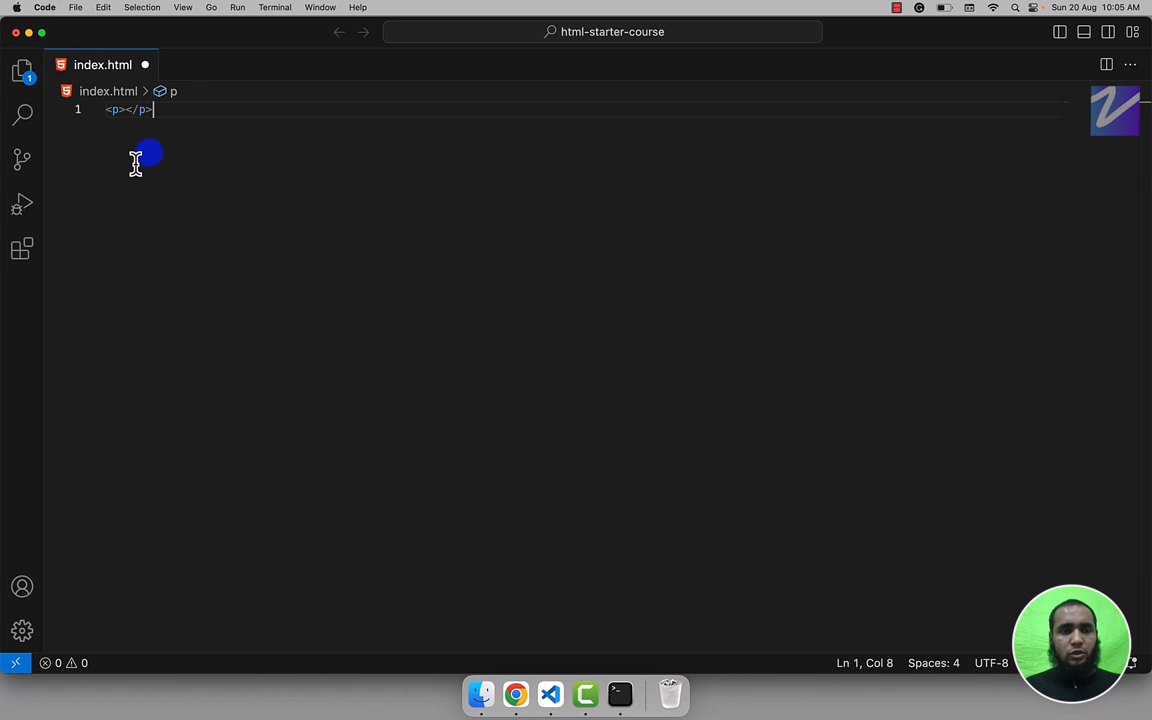 Code File Edit Selection View Go Run Terminal Window Help Sun 20 Aug 10:05 AM
html-starter-course
index.html
index.html > p
1 <p></p>
1
0 0 Ln 1, Col 8 Spaces: 4 UTF-8